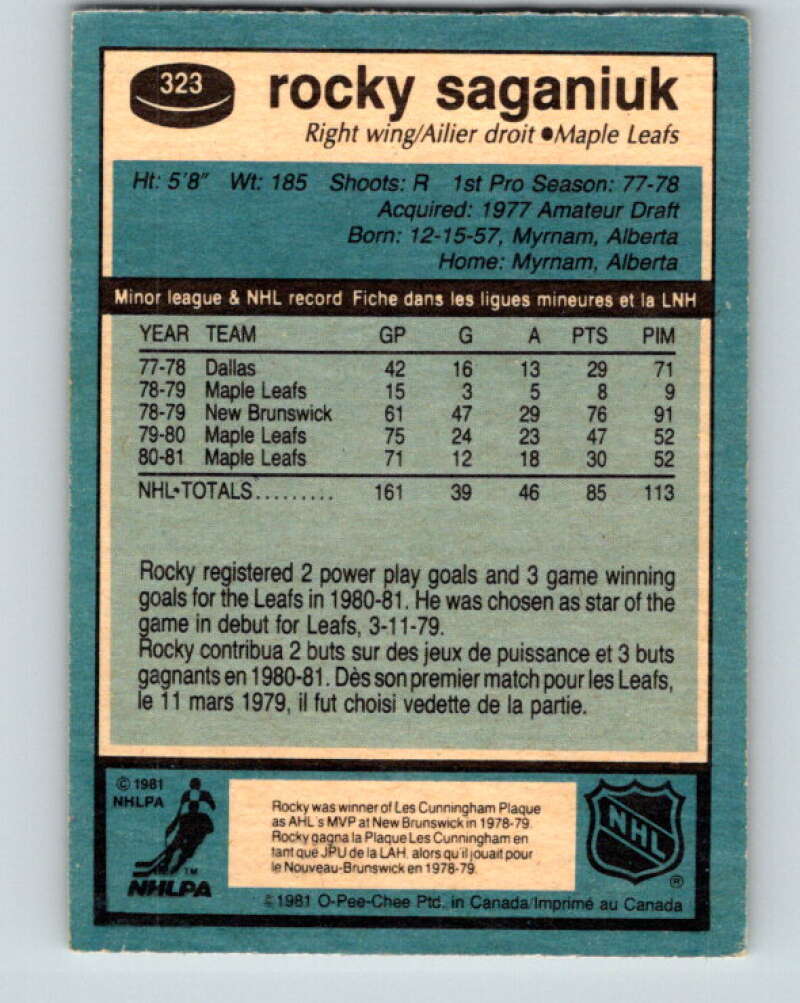 323
rocky saganiuk
Right wing/Ailier droit ●Maple Leafs
Ht: 5'8" Wt: 185 Shoots: R 1st Pro Season: 77-78
Acquired: 1977 Amateur Draft
Born: 12-15-57, Myrnam, Alberta
Home: Myrnam, Alberta
Minor league & NHL record Fiche dans les ligues mineures et la LNH
YEAR TEAM GP G A PTS PIM
77-78 Dallas 42 16 13 29 71
78-79 Maple Leafs 15 3 5 8 9
78-79 New Brunswick 61 47 29 76 91
79-80 Maple Leafs 75 24 23 47 52
80-81 Maple Leafs 71 12 18 30 52
NHL•TOTALS......... 161 39 46 85 113
Rocky registered 2 power play goals and 3 game winning
goals for the Leafs in 1980-81. He was chosen as star of the
game in debut for Leafs, 3-11-79.
Rocky contribua 2 buts sur des jeux de puissance et 3 buts
gagnants en 1980-81. Dès son premier match pour les Leafs,
le 11 mars 1979, il fut choisi vedette de la partie.
© 1981
NHLPA
TM
NHLPA
Rocky was winner of Les Cunningham Plaque
as AHL's MVP at New Brunswick in 1978-79.
Rocky gagna la Plaque Les Cunningham en
tant que JPU de la LAH, alors qu'il jouait pour
le Nouveau-Brunswick en 1978-79.
NHL
®
© 1981 O-Pee-Chee Ptd. in Canada/Imprimé au Canada